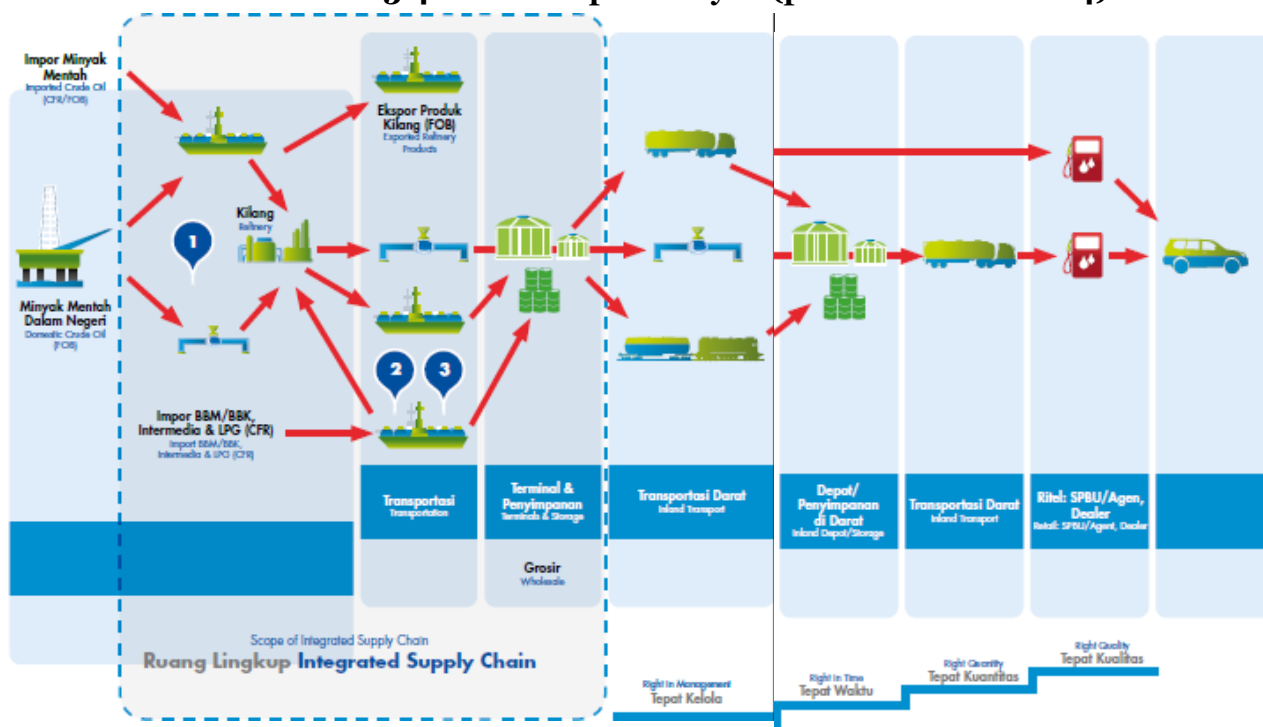 Impor Minyak
Mentah
Imported Crude Oil
(CFR/FOB)
Ekspor Produk
Kilang (FOB)
Exported Refinery
Products
Kilang
Refinery
1
Minyak Mentah
Dalam Negeri
Domestic Crude Oil
(FOB)
2
3
Impor BBM/BBK,
Intermedia & LPG (CFR)
Import BBM/BBK,
Intermedia & LPG (CFR)
Transportasi
Transportation
Terminal &
Penyimpanan
Terminals & Storage
Transportasi Darat
Inland Transport
Depot/
Penyimpanan
di Darat
Inland Depot/Storage
Transportasi Darat
Inland Transport
Ritel: SPBU/Agen,
Dealer
Retail: SPBU/Agent, Dealer
Grosir
Wholesale
Scope of Integrated Supply Chain
Ruang Lingkup Integrated Supply Chain
Right In Management
Tepat Kelola
Right In Time
Tepat Waktu
Right Quantity
Tepat Kuantitas
Right Quality
Tepat Kualitas